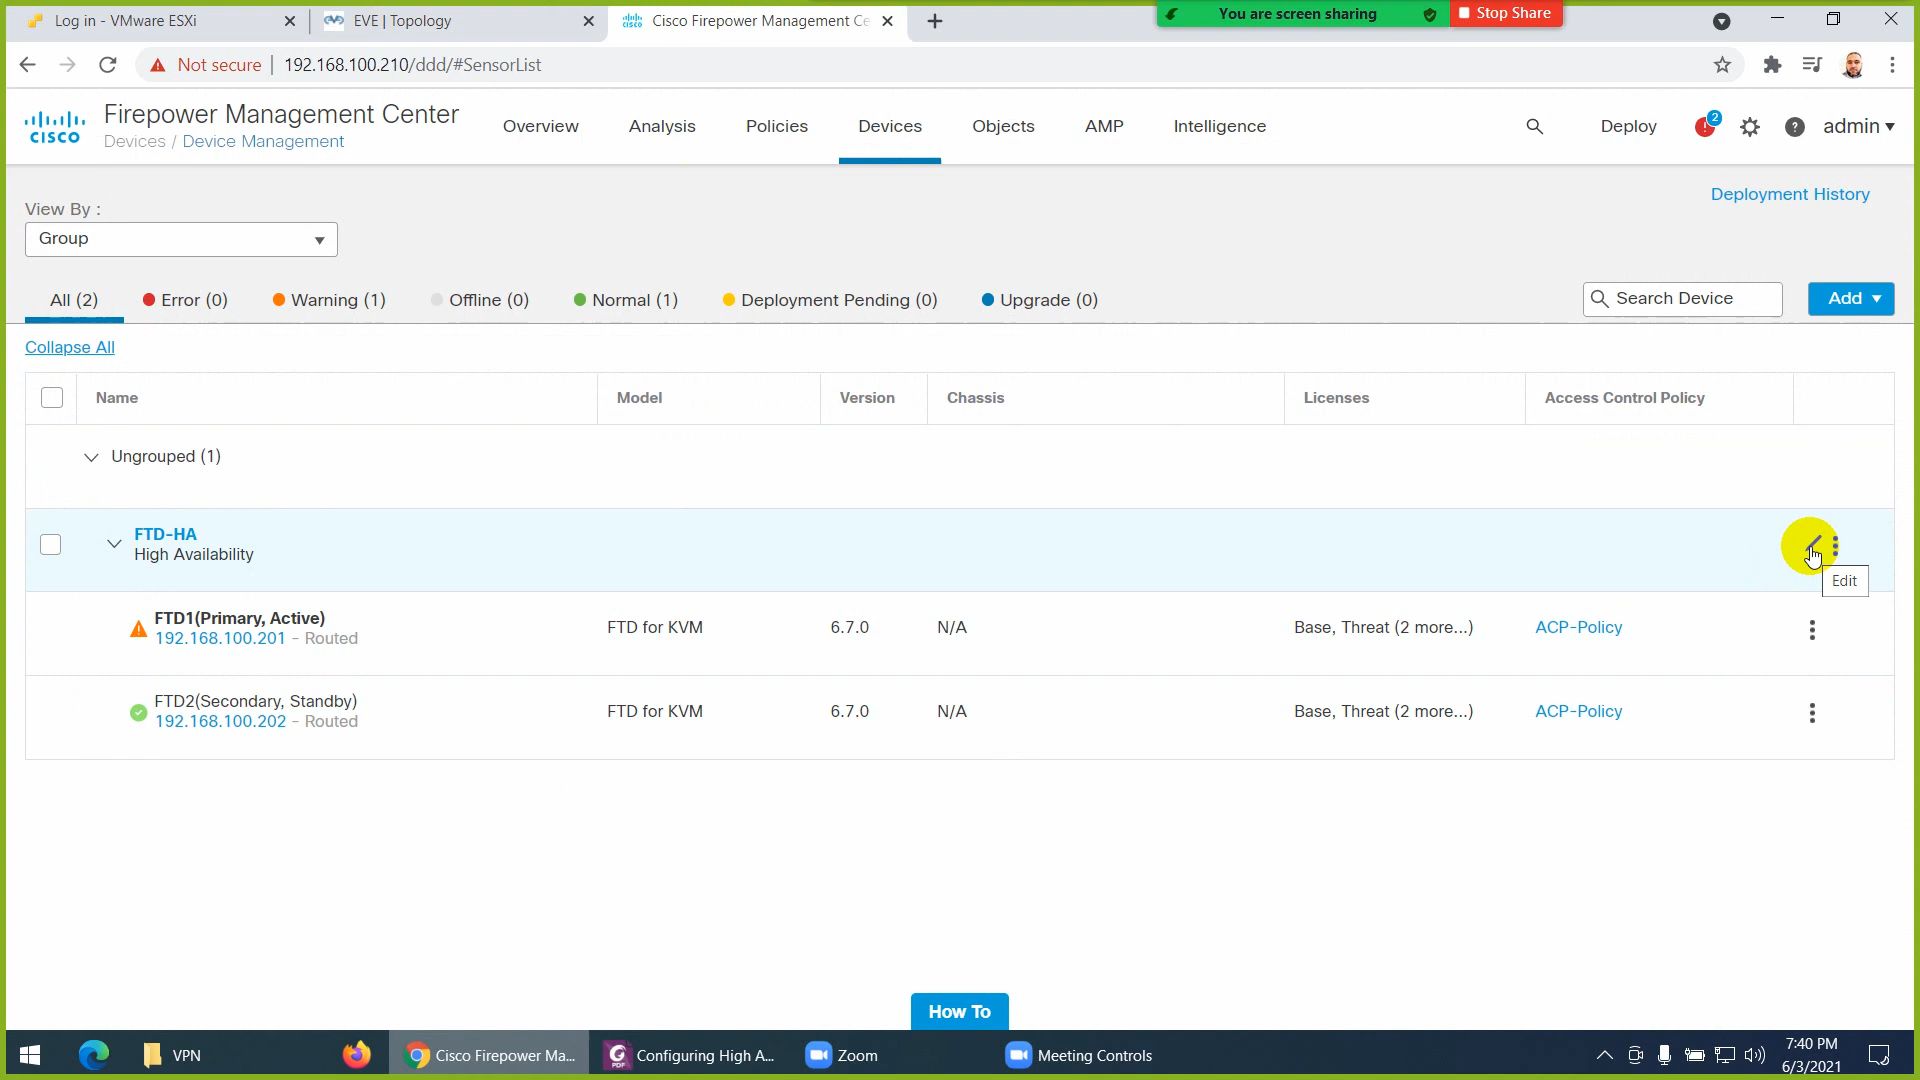 Log in - VMware ESXi
EVE | Topology
Cisco Firepower Management Ce
You are screen sharing
Stop Share
Not secure
192.168.100.210/ddd/#SensorList
CISCO
Firepower Management Center
Devices / Device Management
Overview
Analysis
Policies
Devices
Objects
AMP
Intelligence
Deploy
2
admin
Deployment History
View By :
Group
All (2)
Error (0)
Warning (1)
Offline (0)
Normal (1)
Deployment Pending (0)
Upgrade (0)
Search Device
Add
Collapse All
Name
Model
Version
Chassis
Licenses
Access Control Policy
Ungrouped (1)
FTD-HA
High Availability
Edit
FTD1(Primary, Active)
192.168.100.201 - Routed
FTD for KVM
6.7.0
N/A
Base, Threat (2 more...)
ACP-Policy
FTD2(Secondary, Standby)
192.168.100.202 - Routed
FTD for KVM
6.7.0
N/A
Base, Threat (2 more...)
ACP-Policy
How To
VPN
Cisco Firepower Ma...
Configuring High A...
Zoom
Meeting Controls
7:40 PM
6/3/2021